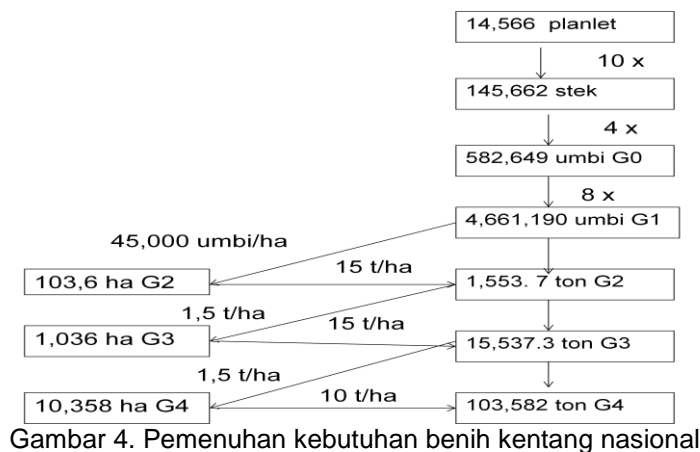 14,566 planlet
10 x
145,662 stek
4 x
582,649 umbi G0
8 x
4,661,190 umbi G1
45,000 umbi/ha
103,6 ha G2
15 t/ha
1,553. 7 ton G2
1,5 t/ha
15 t/ha
1,036 ha G3
15,537.3 ton G3
1,5 t/ha
10 t/ha
10,358 ha G4
103,582 ton G4
Gambar 4. Pemenuhan kebutuhan benih kentang nasional